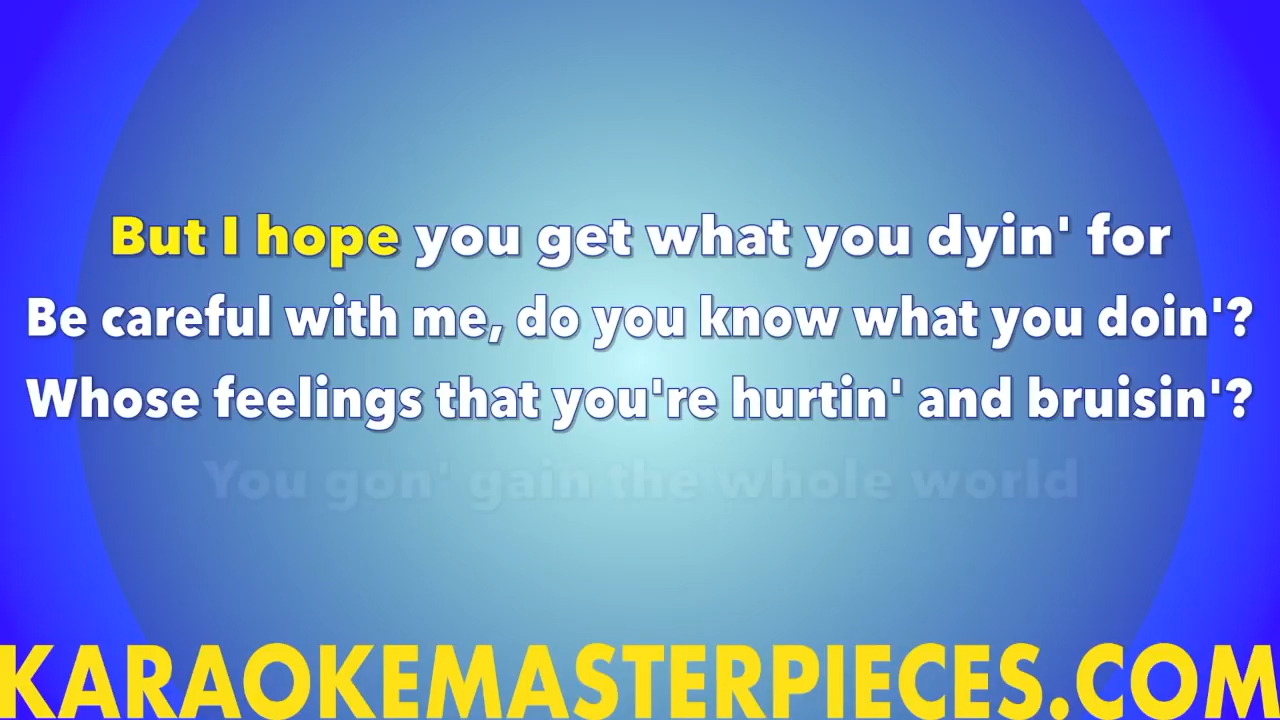 But I hope you get what you dyin' for
Be careful with me, do you know what you doin'?
Whose feelings that you're hurtin' and bruisin'?
You gon' gain the whole world
KARAOKEMASTERPIECES.COM